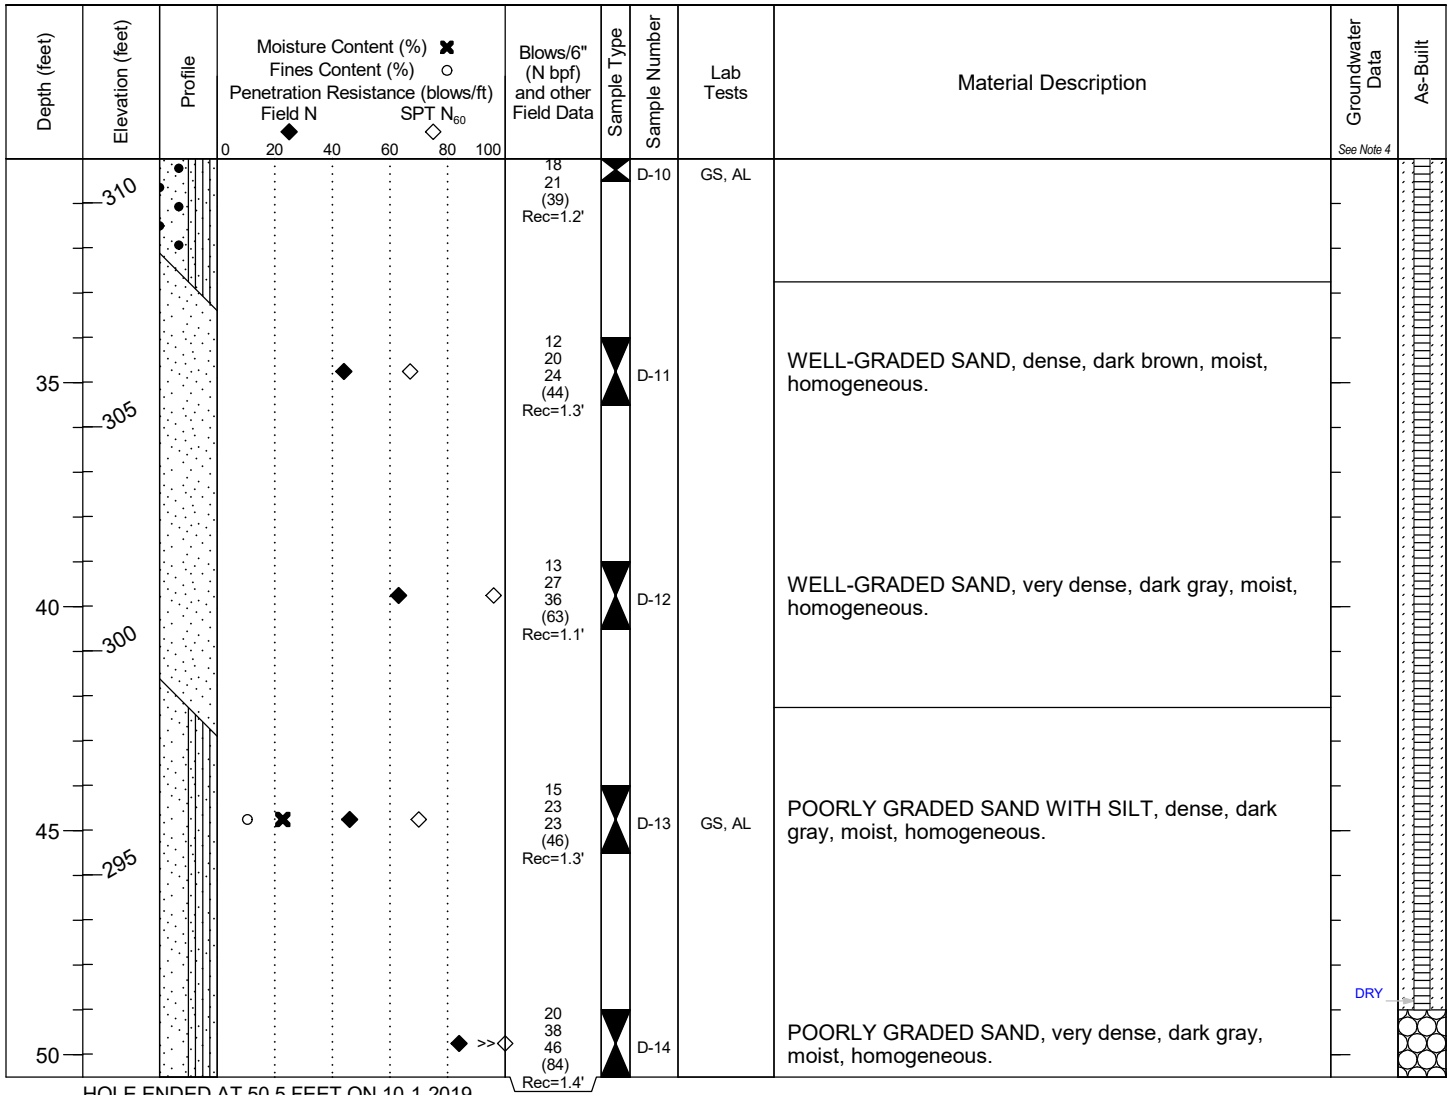 Depth (feet)
Elevation (feet)
Profile
Moisture Content (%)
Fines Content (%)
Penetration Resistance (blows/ft)
Field N SPT N60
0 20 40 60 80 100
Blows/6"
(N bpf)
and other
Field Data
Sample Type
Sample Number
Lab
Tests
Material Description
Groundwater
Data
See Note 4
As-Built
310
18
21
(39)
Rec=1.2'
D-10
GS, AL
35
305
12
20
24
(44)
Rec=1.3'
D-11
WELL-GRADED SAND, dense, dark brown, moist,
homogeneous.
40
300
13
27
36
(63)
Rec=1.1'
D-12
WELL-GRADED SAND, very dense, dark gray, moist,
homogeneous.
45
295
15
23
23
(46)
Rec=1.3'
D-13
GS, AL
POORLY GRADED SAND WITH SILT, dense, dark
gray, moist, homogeneous.
DRY
50
>>
20
38
46
(84)
Rec=1.4'
D-14
POORLY GRADED SAND, very dense, dark gray,
moist, homogeneous.
HOLE ENDED AT 50.5 FEET ON 10-1-2019